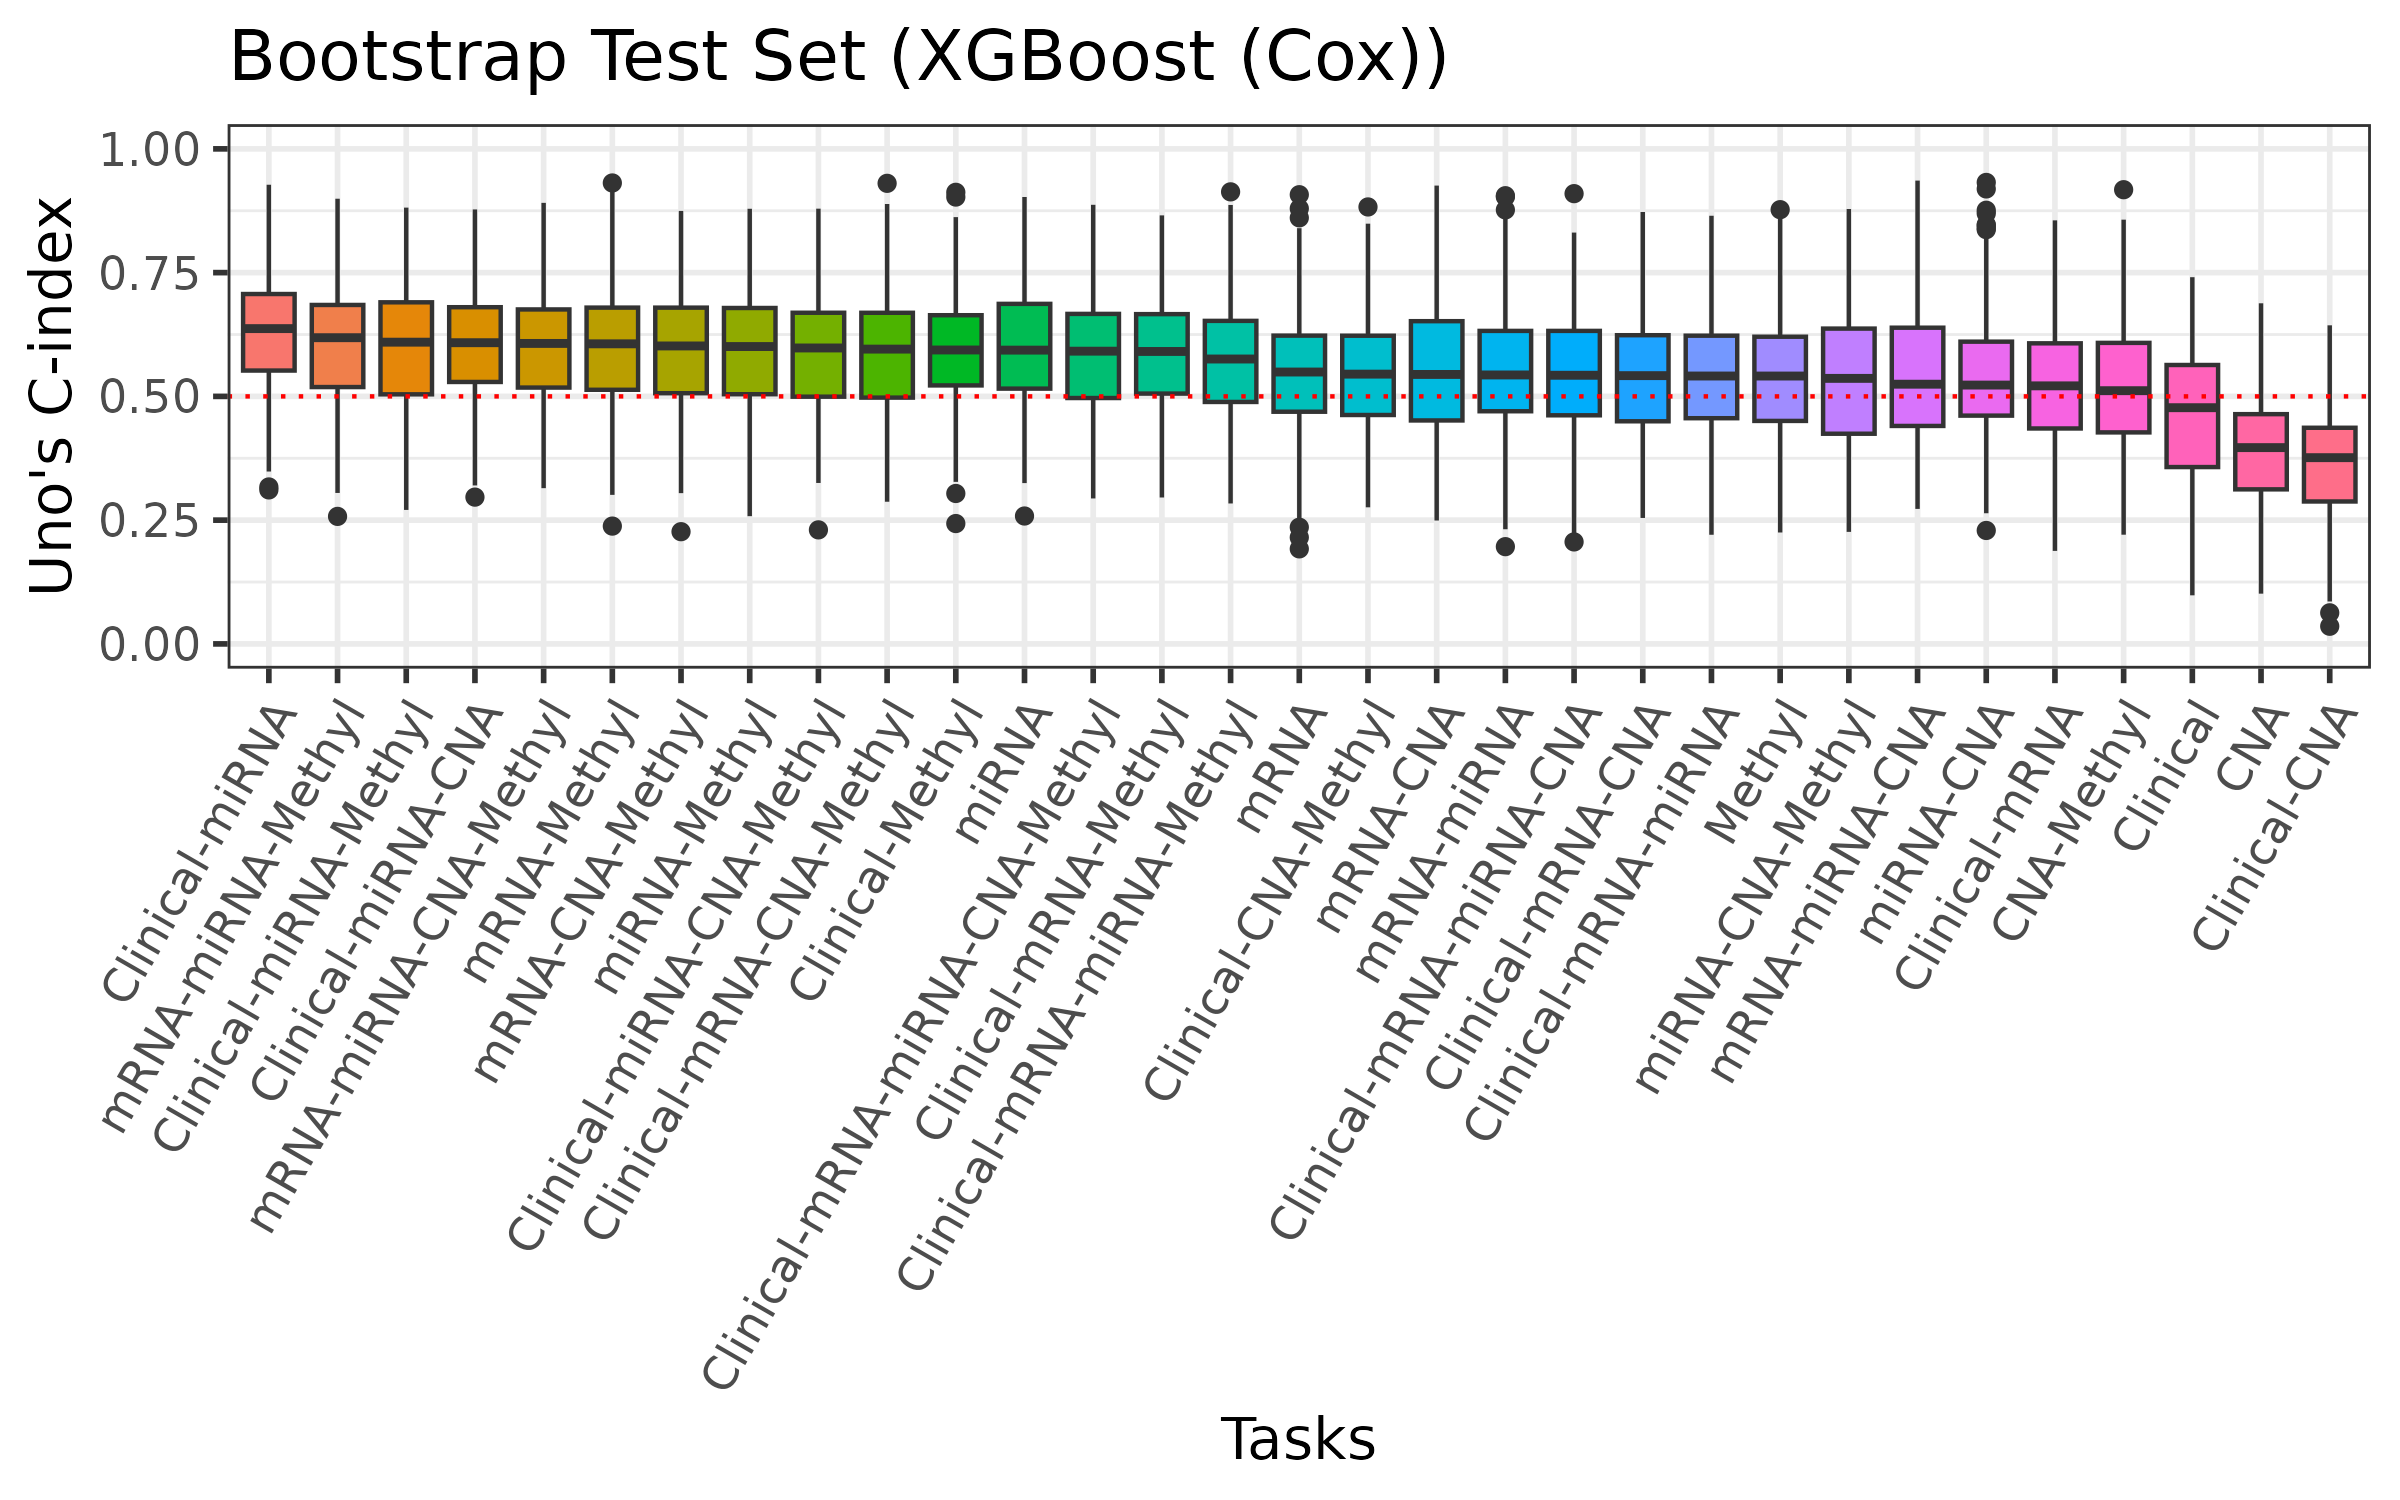 Bootstrap Test Set (XGBoost (Cox))
Uno's C-index
1.00
0.75
0.50
0.25
0.00
Clinical-miRNA
mRNA-miRNA-Methyl
Clinical-miRNA-Methyl
Clinical-miRNA-CNA
mRNA-miRNA-CNA-Methyl
mRNA-Methyl
mRNA-CNA-Methyl
miRNA-Methyl
Clinical-miRNA-CNA-Methyl
Clinical-mRNA-CNA-Methyl
Clinical-Methyl
miRNA
Clinical-mRNA-miRNA-CNA-Methyl
Clinical-mRNA-Methyl
Clinical-mRNA-miRNA-Methyl
mRNA
Clinical-CNA-Methyl
mRNA-CNA
mRNA-miRNA
Clinical-mRNA-miRNA-CNA
Clinical-mRNA-CNA
Clinical-mRNA-miRNA
Methyl
miRNA-CNA-Methyl
mRNA-miRNA-CNA
miRNA-CNA
Clinical-mRNA
CNA-Methyl
Clinical
CNA
Clinical-CNA
Tasks